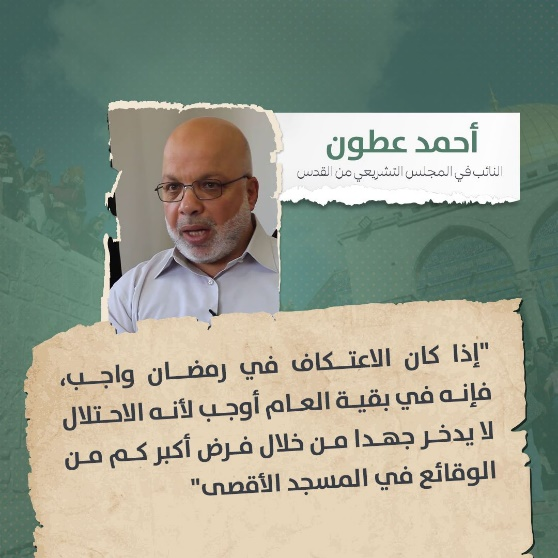 أحمد عطون
النائب في المجلس التشريعي من القدس
"إذا كان الاعتكاف في رمضان واجب،
فإنه في بقية العام أوجب لأنه الاحتلال
لا يدخر جهدا من خلال فرض أكبر كم من
الوقائع في المسجد الأقصى"